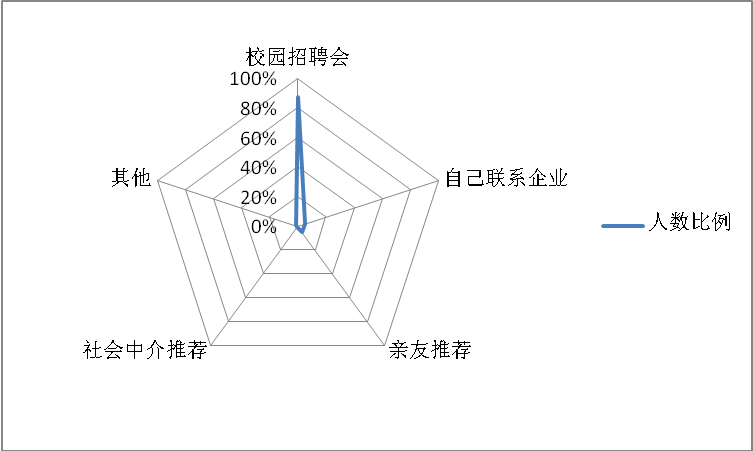 校园招聘会
100%
80%
60%
40%
20%
0%
其他
自己联系企业
人数比例
社会中介推荐
亲友推荐